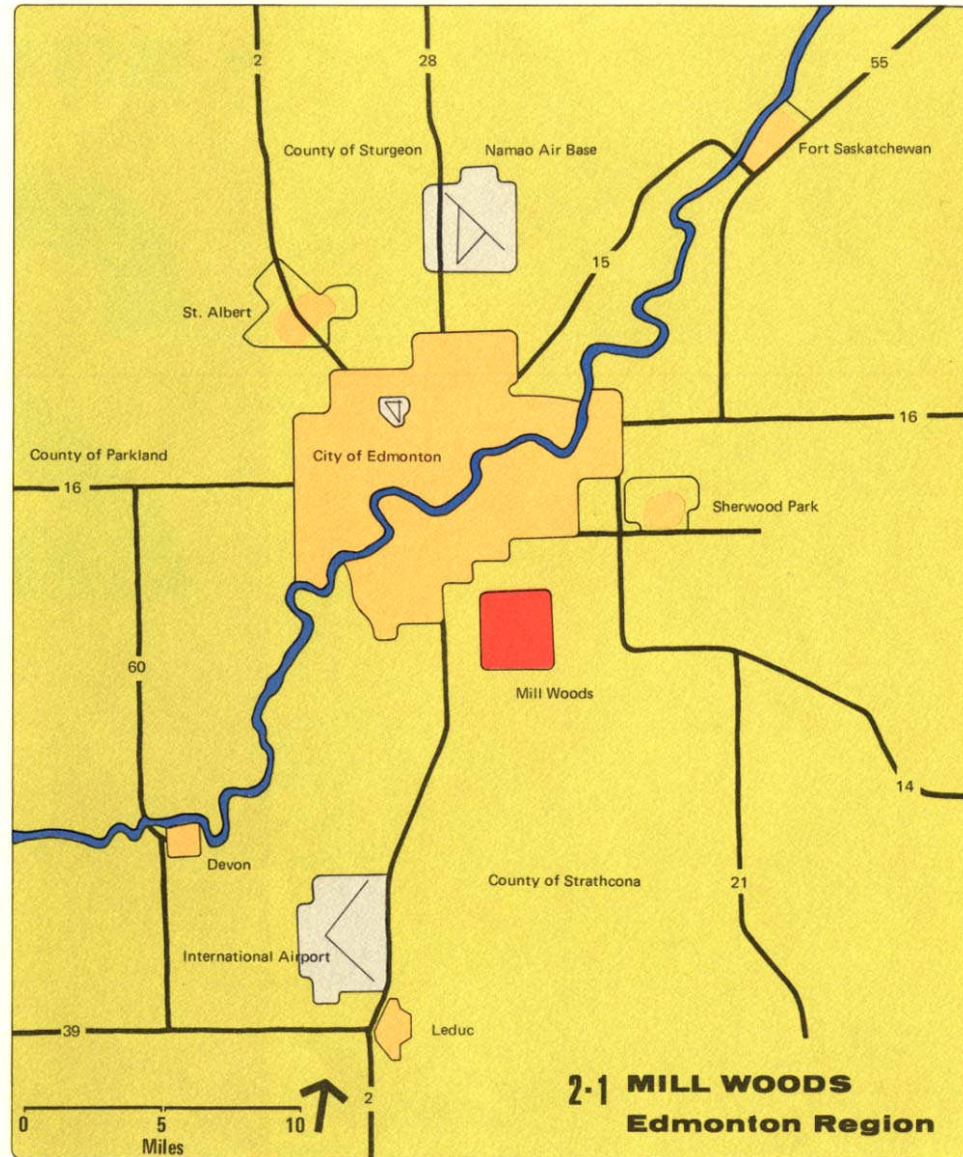 2
28
55
County of Sturgeon
Namao Air Base
Fort Saskatchewan
15
St. Albert
16
County of Parkland
City of Edmonton
16
Sherwood Park
60
Mill Woods
14
Devon
County of Strathcona
21
International Airport
39
Leduc
2
0 5 10
Miles
2·1 MILL WOODS
Edmonton Region